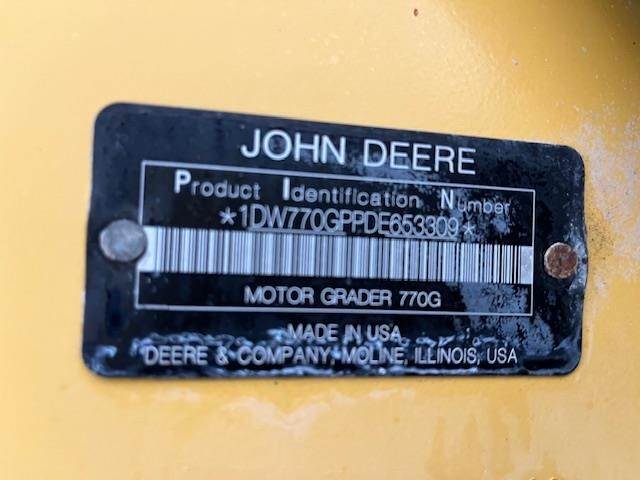 JOHN DEERE
Product Identification Number
*1DW770GPPDE653309*
MOTOR GRADER 770G
MADE IN USA
DEERE & COMPANY, MOLINE, ILLINOIS, USA